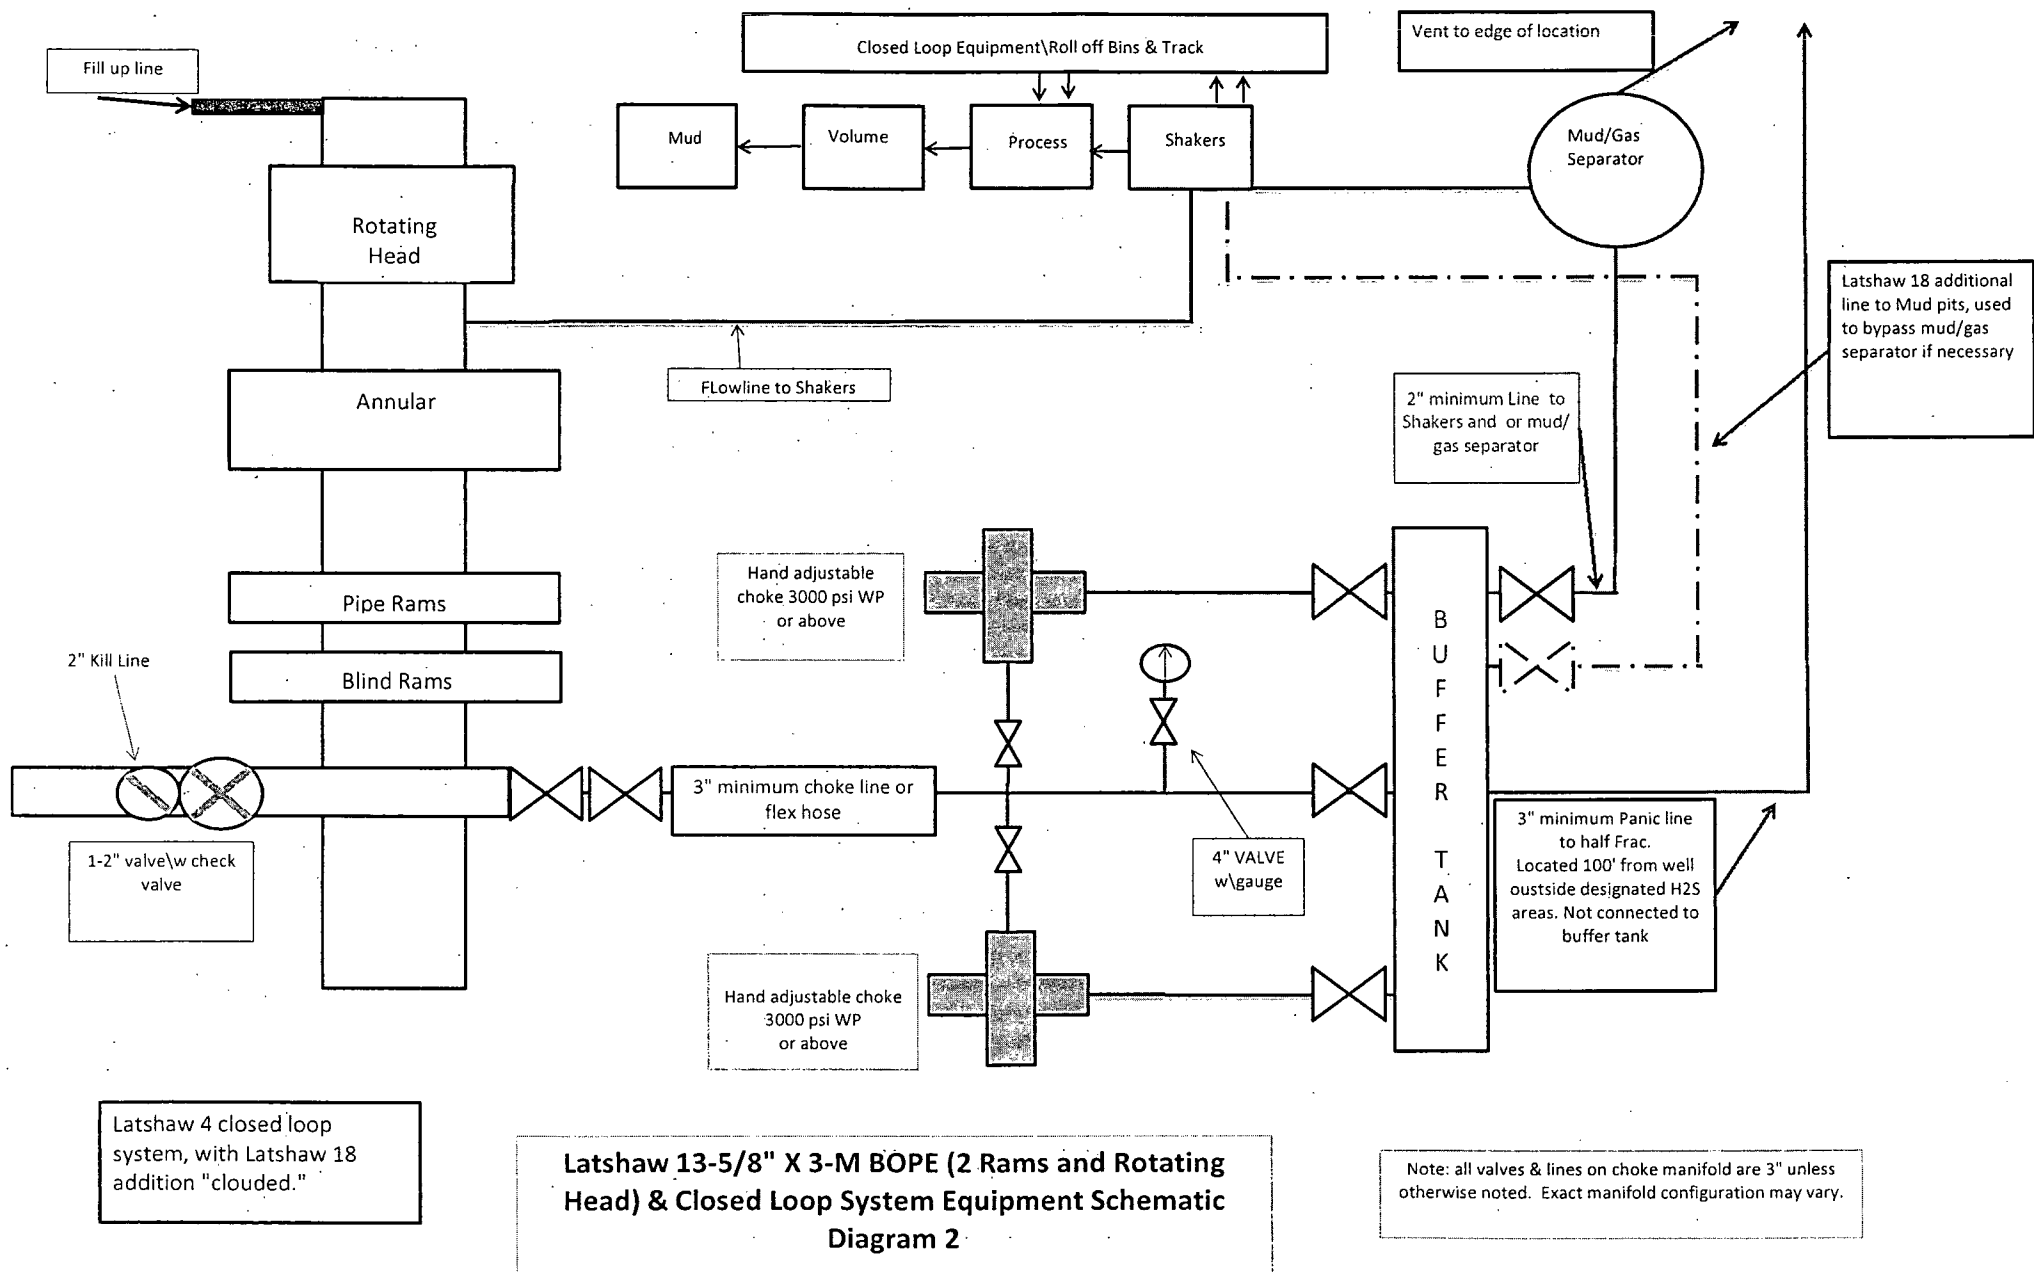 Fill up line
Closed Loop Equipment\Roll off Bins & Track
Vent to edge of location
Mud
Volume
Process
Shakers
Mud/Gas
Separator
Rotating
Head
Latshaw 18 additional
line to Mud pits, used
to bypass mud/gas
separator if necessary
FLowline to Shakers
Annular
2" minimum Line to
Shakers and or mud/
gas separator
Hand adjustable
choke 3000 psi WP
or above
Pipe Rams
Blind Rams
2" Kill Line
BUFFER TANK
3" minimum choke line or
flex hose
1-2" valve\w check
valve
4" VALVE
w\gauge
3" minimum Panic line
to half Frac.
Located 100' from well
oustside designated H2S
areas. Not connected to
buffer tank
Hand adjustable choke
3000 psi WP
or above
Latshaw 4 closed loop
system, with Latshaw 18
addition "clouded."
Latshaw 13-5/8" X 3-M BOPE (2 Rams and Rotating
Head) & Closed Loop System Equipment Schematic
Diagram 2
Note: all valves & lines on choke manifold are 3" unless
otherwise noted. Exact manifold configuration may vary.